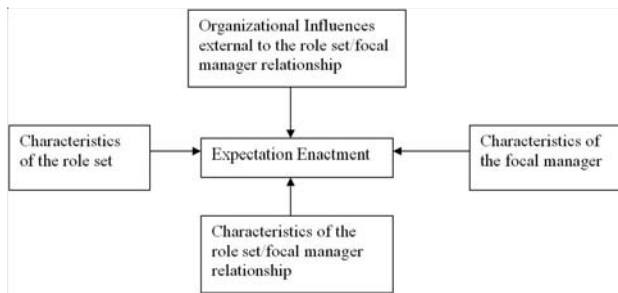 Organizational Influences
external to the role set/focal
manager relationship
Characteristics
of the role set
Expectation Enactment
Characteristics of
the focal manager
Characteristics of the
role set/focal manager
relationship